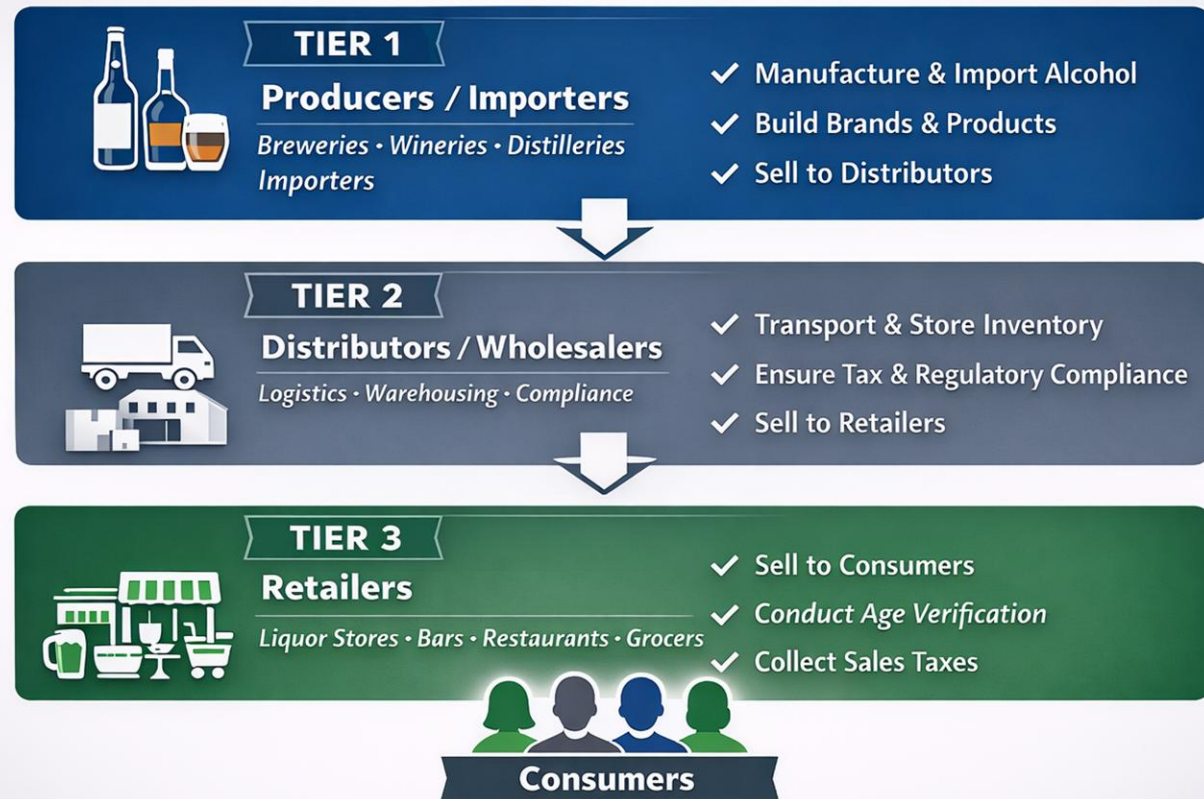 TIER 1
Producers / Importers
Breweries • Wineries • Distilleries
Importers
✓ Manufacture & Import Alcohol
✓ Build Brands & Products
✓ Sell to Distributors
TIER 2
Distributors / Wholesalers
Logistics • Warehousing • Compliance
✓ Transport & Store Inventory
✓ Ensure Tax & Regulatory Compliance
✓ Sell to Retailers
TIER 3
Retailers
Liquor Stores • Bars • Restaurants • Grocers
✓ Sell to Consumers
✓ Conduct Age Verification
✓ Collect Sales Taxes
Consumers